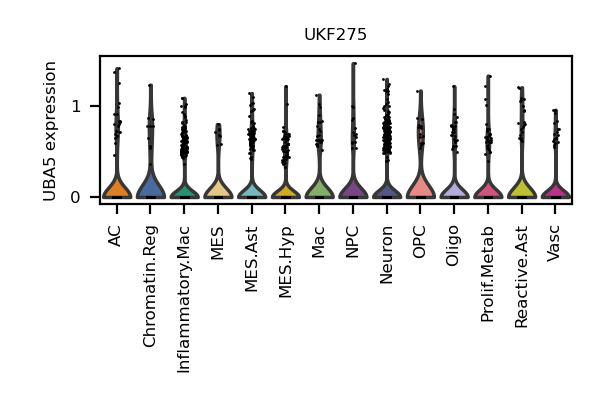 UKF275
UBA5 expression
1
0
AC
Chromatin.Reg
Inflammatory.Mac
MES
MES.Ast
MES.Hyp
Mac
NPC
Neuron
OPC
Oligo
Prolif.Metab
Reactive.Ast
Vasc